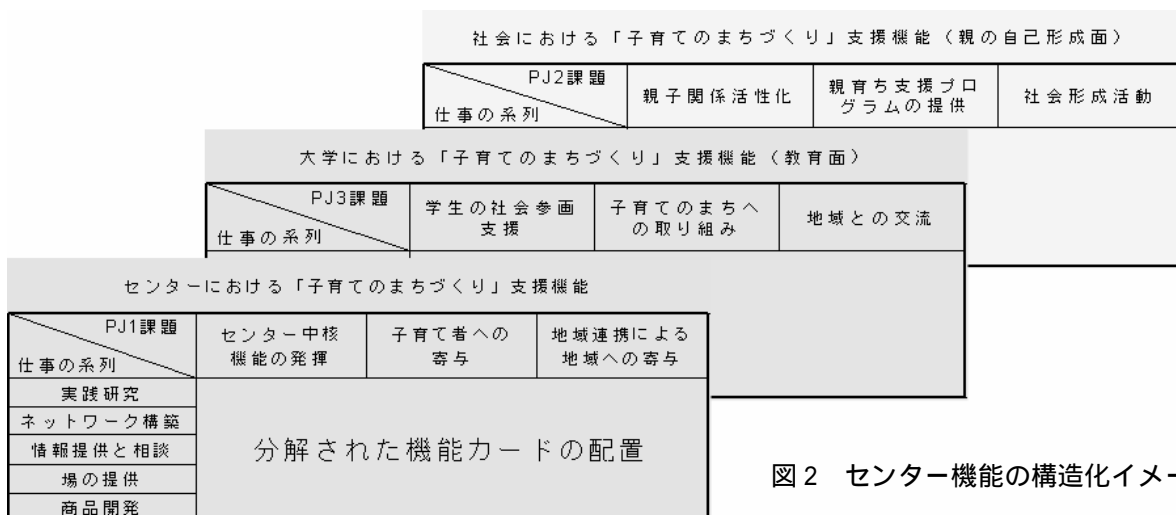 社会における「子育てのまちづくり」支援機能(親の自己形成面)
PJ2課題
仕事の系列
親子関係活性化
親育ち支援プロ
グラムの提供
社会形成活動
大学における「子育てのまちづくり」支援機能(教育面)
PJ3課題
仕事の系列
学生の社会参画
支援
子育てのまちへ
の取り組み
地域との交流
センターにおける「子育てのまちづくり」支援機能
PJ1課題
仕事の系列
センター中核
機能の発揮
子育て者への
寄与
地域連携による
地域への寄与
実践研究
ネットワーク構築
情報提供と相談
場の提供
商品開発
分解された機能カードの配置
図2 センター機能の構造化イメー